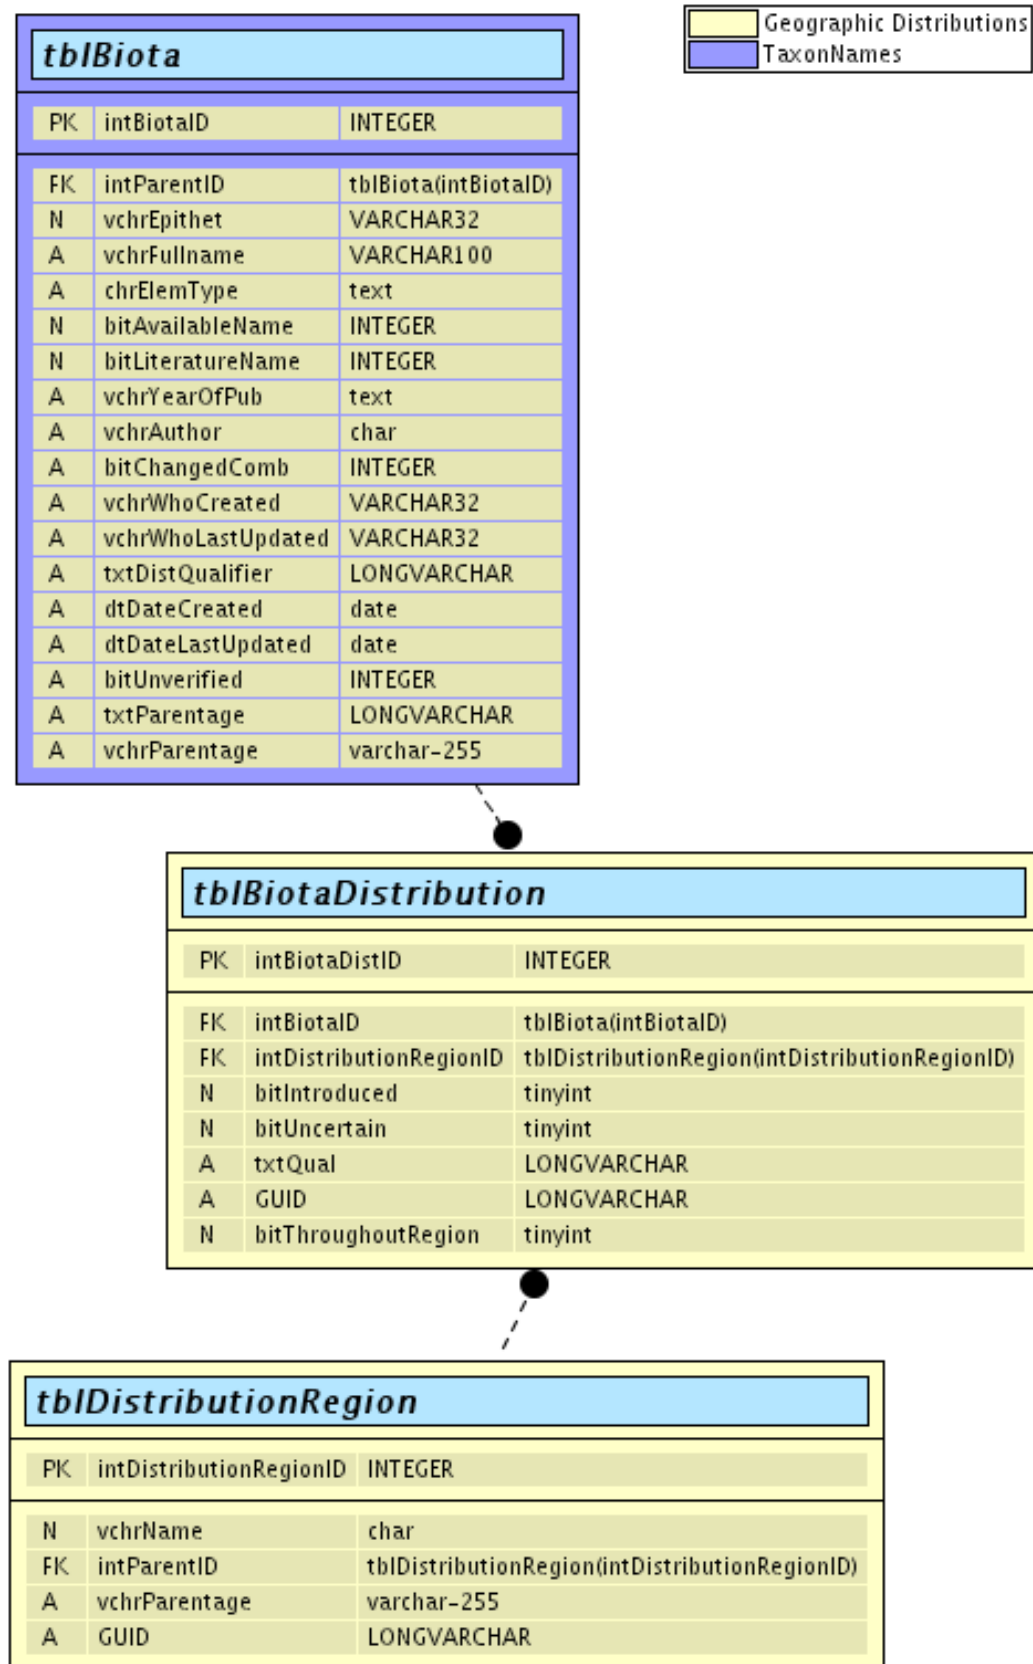 Geographic Distributions
TaxonNames
tblBiota
PK intBiotaID INTEGER
FK intParentID tblBiota(intBiotaID)
N vchrEpithet VARCHAR32
A vchrFullname VARCHAR100
A chrElemType text
N bitAvailableName INTEGER
N bitLiteratureName INTEGER
A vchrYearOfPub text
A vchrAuthor char
A bitChangedComb INTEGER
A vchrWhoCreated VARCHAR32
A vchrWhoLastUpdated VARCHAR32
A txtDistQualifier LONGVARCHAR
A dtDateCreated date
A dtDateLastUpdated date
A bitUnverified INTEGER
A txtParentage LONGVARCHAR
A vchrParentage varchar-255
tblBiotaDistribution
PK intBiotaDistID INTEGER
FK intBiotaID tblBiota(intBiotaID)
FK intDistributionRegionID tblDistributionRegion(intDistributionRegionID)
N bitIntroduced tinyint
N bitUncertain tinyint
A txtQual LONGVARCHAR
A GUID LONGVARCHAR
N bitThroughoutRegion tinyint
tblDistributionRegion
PK intDistributionRegionID INTEGER
N vchrName char
FK intParentID tblDistributionRegion(intDistributionRegionID)
A vchrParentage varchar-255
A GUID LONGVARCHAR